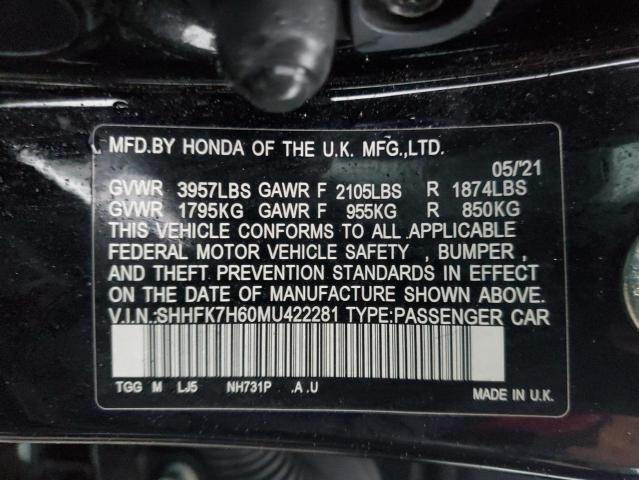 MFD.BY HONDA OF THE U.K. MFG.,LTD.
05/'21
GVWR 3957LBS GAWR F 2105LBS R 1874LBS
GVWR 1795KG GAWR F 955KG R 850KG
THIS VEHICLE CONFORMS TO ALL APPLICABLE
FEDERAL MOTOR VEHICLE SAFETY , BUMPER ,
AND THEFT PREVENTION STANDARDS IN EFFECT
ON THE DATE OF MANUFACTURE SHOWN ABOVE.
V.I.N.:SHHFK7H60MU422281 TYPE:PASSENGER CAR
TGG M LJ5 NH731P .A .U
MADE IN U.K.